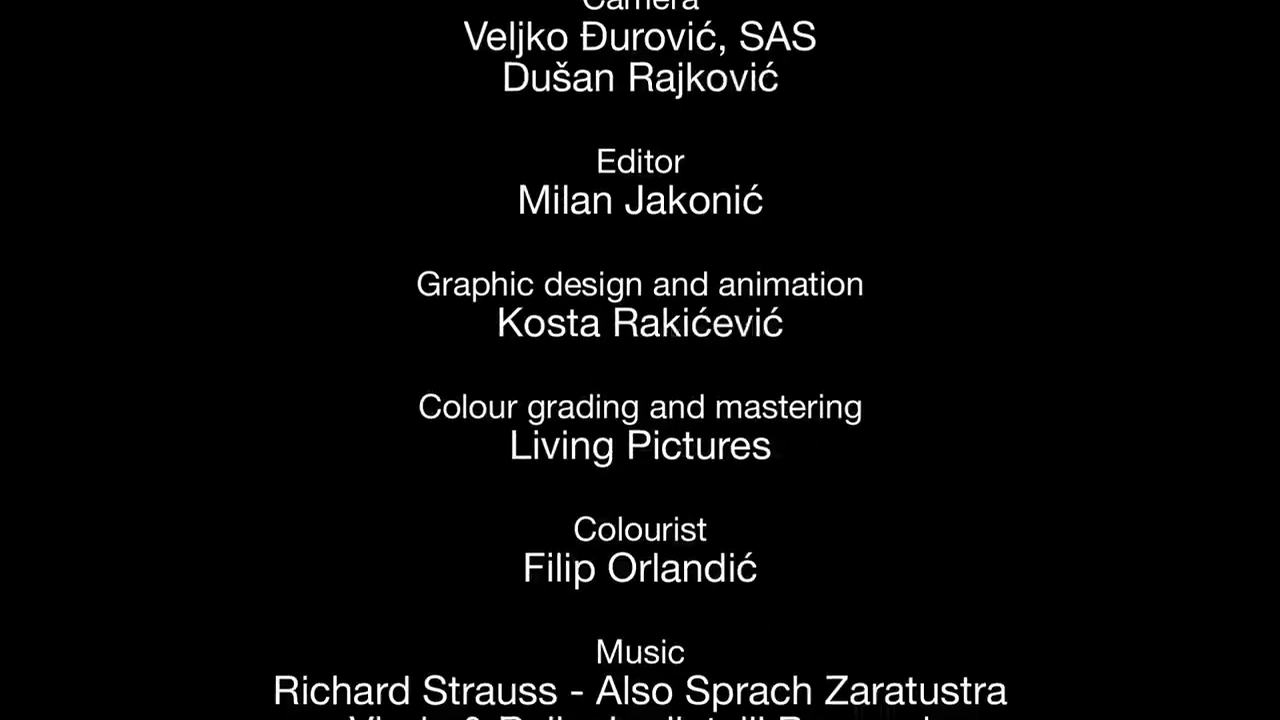 Camera
Veljko Đurović, SAS
Dušan Rajković
Editor
Milan Jakonić
Graphic design and animation
Kosta Rakićević
Colour grading and mastering
Living Pictures
Colourist
Filip Orlandić
Music
Richard Strauss - Also Sprach Zaratustra